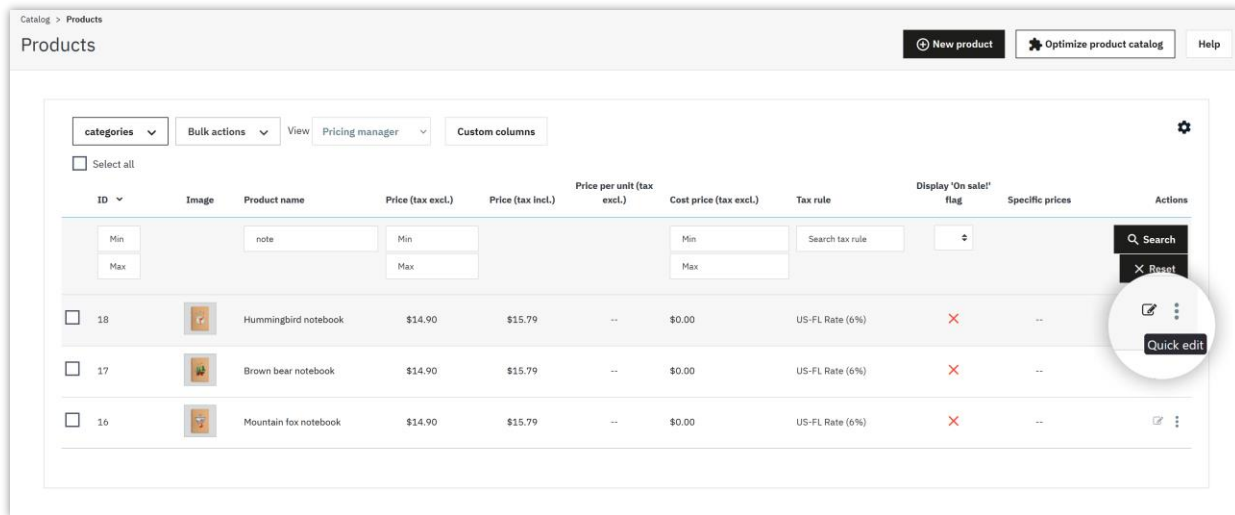 Catalog > Products
Products
New product
Optimize product catalog
Help
categories
Bulk actions
View
Pricing manager
Custom columns
Select all
ID
Image
Product name
Price (tax excl.)
Price (tax incl.)
Price per unit (tax excl.)
Cost price (tax excl.)
Tax rule
Display 'On sale!' flag
Specific prices
Actions
Min
note
Min
Min
Search tax rule
Search
Max
Max
Max
Reset
18 Hummingbird notebook $14.90 $15.79 -- $0.00 US-FL Rate (6%) --
Quick edit
17 Brown bear notebook $14.90 $15.79 -- $0.00 US-FL Rate (6%) --
16 Mountain fox notebook $14.90 $15.79 -- $0.00 US-FL Rate (6%) --